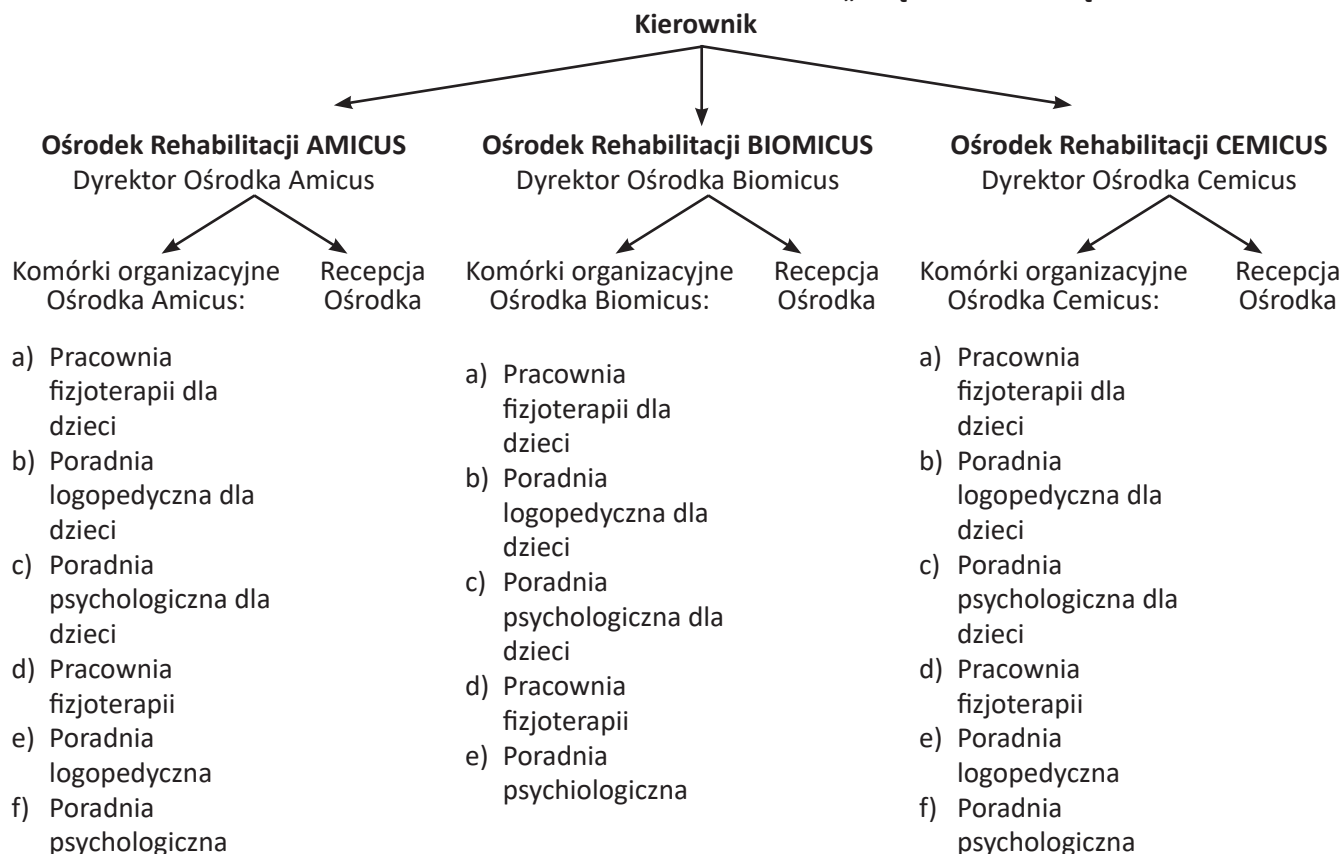 Kierownik
Ośrodek Rehabilitacji AMICUS
Dyrektor Ośrodka Amicus
Komórki organizacyjne
Ośrodka Amicus:
Recepcja
Ośrodka
a) Pracownia
fizjoterapii dla
dzieci
b) Poradnia
logopedyczna dla
dzieci
c) Poradnia
psychologiczna dla
dzieci
d) Pracownia
fizjoterapii
e) Poradnia
logopedyczna
f) Poradnia
psychologiczna
Ośrodek Rehabilitacji BIOMICUS
Dyrektor Ośrodka Biomicus
Komórki organizacyjne
Ośrodka Biomicus:
Recepcja
Ośrodka
a) Pracownia
fizjoterapii dla
dzieci
b) Poradnia
logopedyczna dla
dzieci
c) Poradnia
psychologiczna dla
dzieci
d) Pracownia
fizjoterapii
e) Poradnia
psychiologiczna
Ośrodek Rehabilitacji CEMICUS
Dyrektor Ośrodka Cemicus
Komórki organizacyjne
Ośrodka Cemicus:
Recepcja
Ośrodka
a) Pracownia
fizjoterapii dla
dzieci
b) Poradnia
logopedyczna dla
dzieci
c) Poradnia
psychologiczna dla
dzieci
d) Pracownia
fizjoterapii
e) Poradnia
logopedyczna
f) Poradnia
psychologiczna